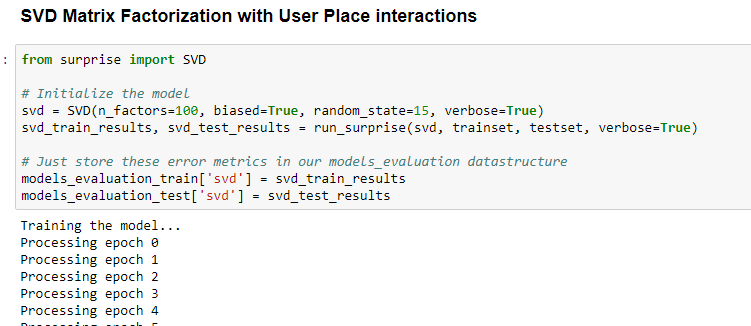 SVD Matrix Factorization with User Place interactions
: from surprise import SVD
# Initialize the model
svd = SVD(n_factors=100, biased=True, random_state=15, verbose=True)
svd_train_results, svd_test_results = run_surprise(svd, trainset, testset, verbose=True)
# Just store these error metrics in our models_evaluation datastructure
models_evaluation_train['svd'] = svd_train_results
models_evaluation_test['svd'] = svd_test_results
Training the model...
Processing epoch 0
Processing epoch 1
Processing epoch 2
Processing epoch 3
Processing epoch 4